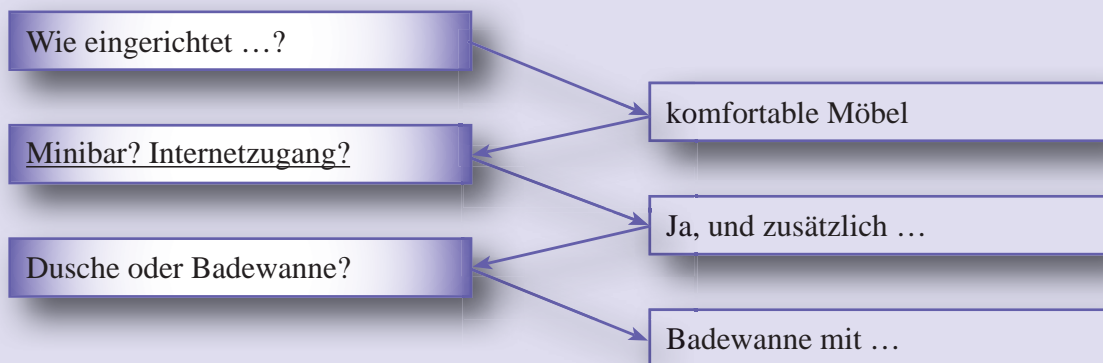 Wie eingerichtet …?
komfortable Möbel
Minibar? Internetzugang?
Ja, und zusätzlich …
Dusche oder Badewanne?
Badewanne mit …